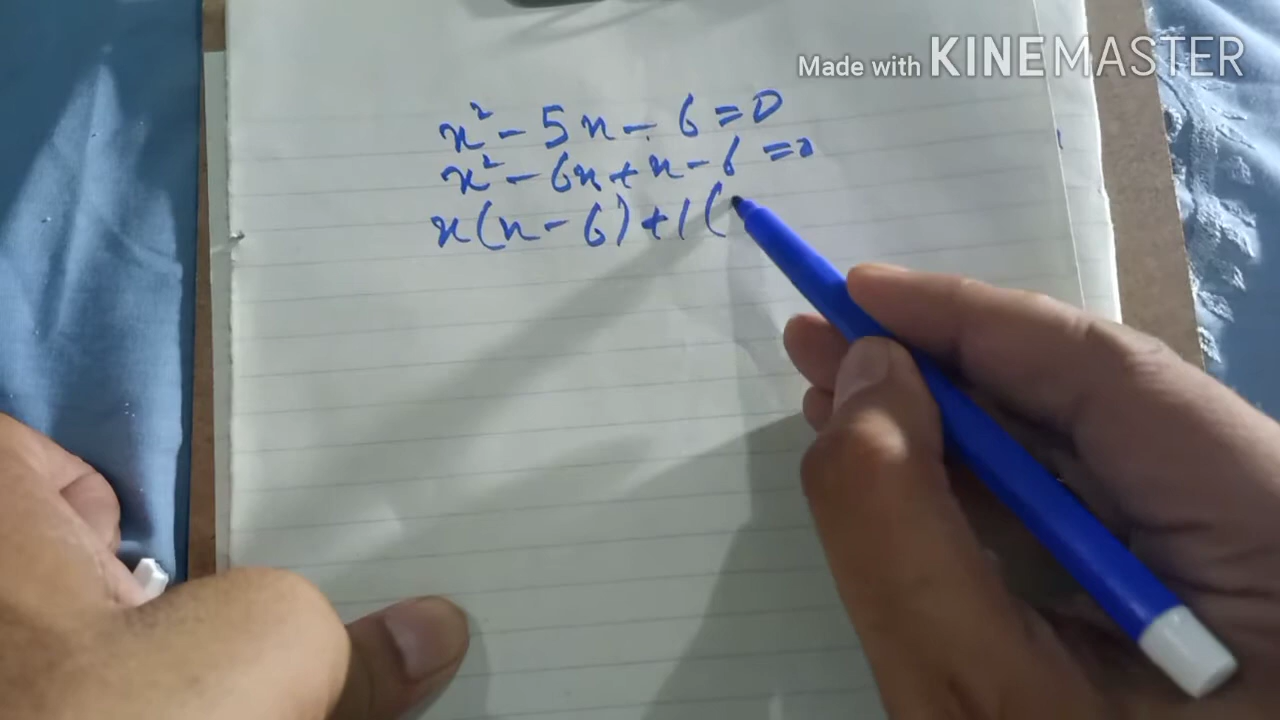 Made with KINEMASTER
x² - 5x - 6 = 0
x² - 6x + x - 6 = 0
x(x - 6) + 1(